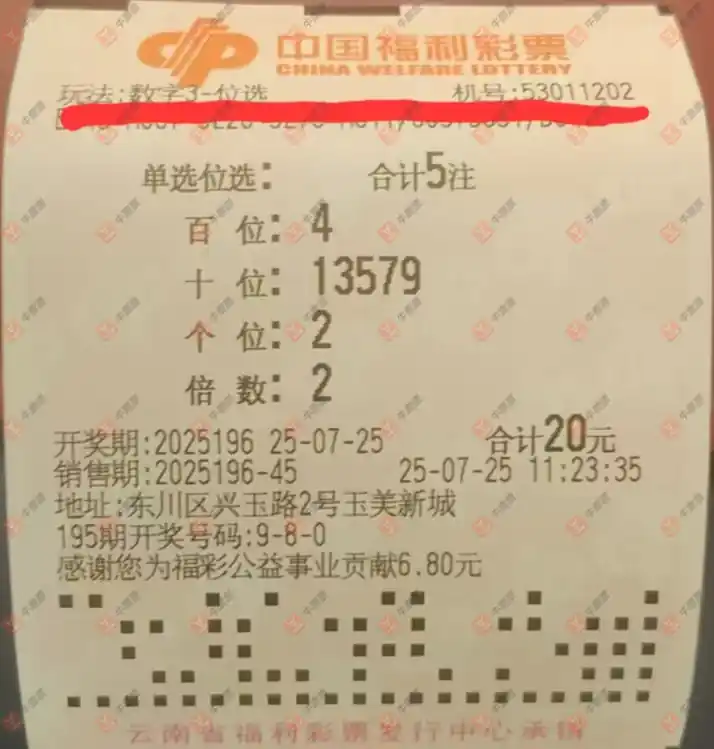 中国福利彩票
CHINA WELFARE LOTTERY
玩法:数字3-位选 机号:53011202
单选位选: 合计5注
百 位: 4
十 位: 13579
个 位: 2
倍 数: 2
开奖期:2025196 25-07-25 合计20元
销售期:2025196-45 25-07-25 11:23:35
地址:东川区兴玉路2号玉美新城
195期开奖号码:9-8-0
感谢您为福彩公益事业贡献6.80元
云南省福利彩票发行中心承销